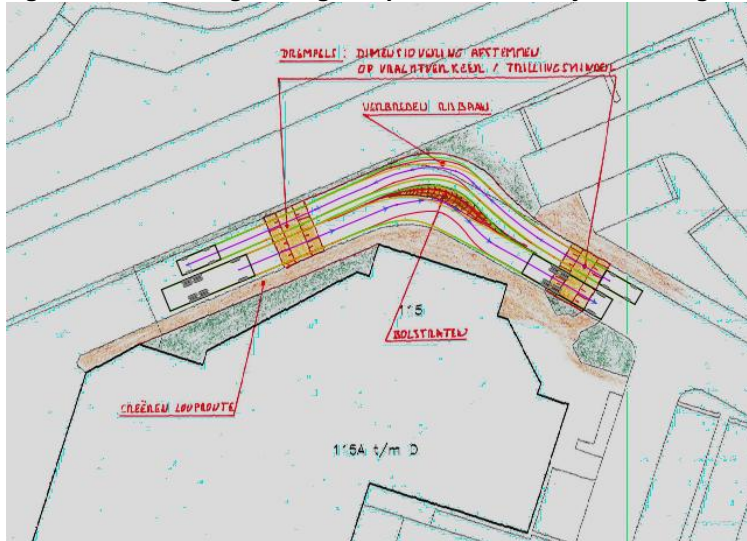 DREMPELS: DIMENSIONERING AFSTEMMEN
OP VRACHTVERKEER / TRILLINGSHINDER
VERBREDEN RIJBAAN
115
BOLSTRATEN
CREËREN LOOPROUTE
115A t/m D